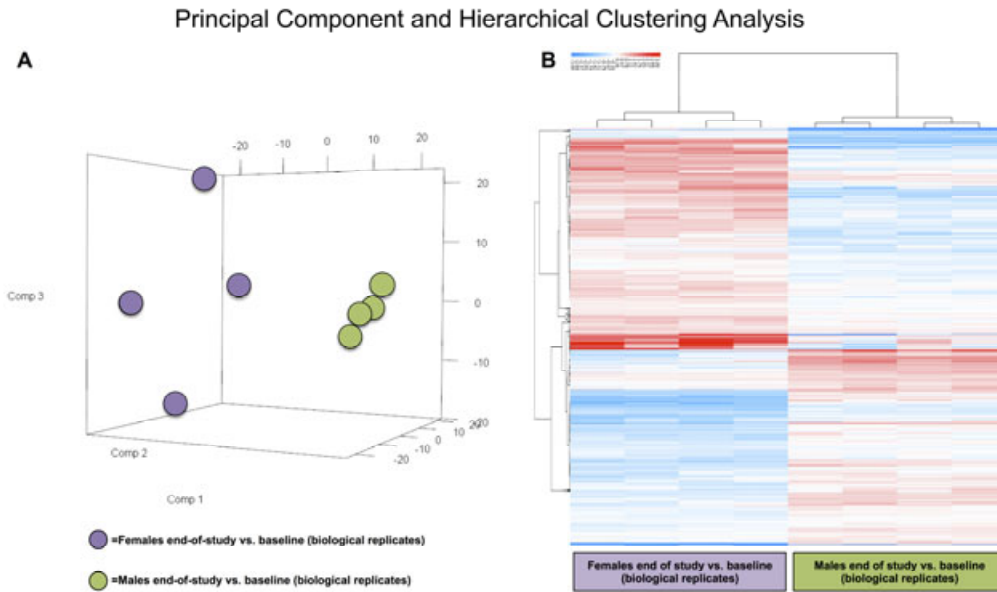 Principal Component and Hierarchical Clustering Analysis
A
B
-20 -10 0 10 20
20
10
0
-10
-20
Comp 3
Comp 2
Comp 1
-20 -10 0 10 20
=Females end-of-study vs. baseline (biological replicates)
=Males end-of-study vs. baseline (biological replicates)
Females end of study vs. baseline
(biological replicates)
Males end of study vs. baseline
(biological replicates)